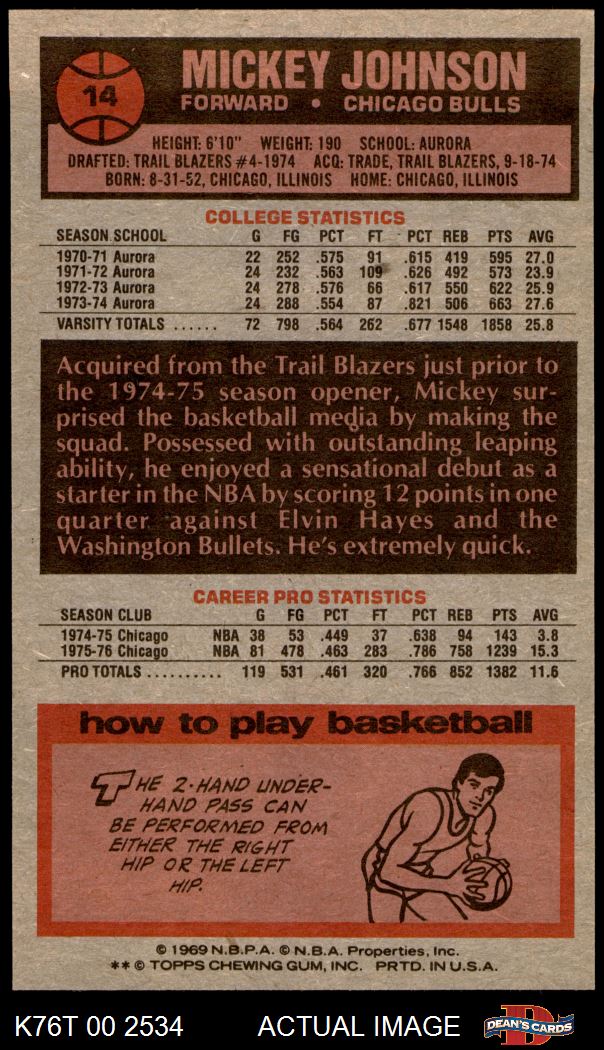 14
MICKEY JOHNSON
FORWARD • CHICAGO BULLS
HEIGHT: 6'10" WEIGHT: 190 SCHOOL: AURORA
DRAFTED: TRAIL BLAZERS #4-1974 ACQ: TRADE, TRAIL BLAZERS, 9-18-74
BORN: 8-31-52, CHICAGO, ILLINOIS HOME: CHICAGO, ILLINOIS
COLLEGE STATISTICS
SEASON SCHOOL G FG PCT FT PCT REB PTS AVG
1970-71 Aurora 22 252 .575 91 .615 419 595 27.0
1971-72 Aurora 24 232 .563 109 .626 492 573 23.9
1972-73 Aurora 24 278 .576 66 .617 550 622 25.9
1973-74 Aurora 24 288 .554 87 .821 506 663 27.6
VARSITY TOTALS ...... 72 798 .564 262 .677 1548 1858 25.8
Acquired from the Trail Blazers just prior to
the 1974-75 season opener, Mickey sur-
prised the basketball media by making the
squad. Possessed with outstanding leaping
ability, he enjoyed a sensational debut as a
starter in the NBA by scoring 12 points in one
quarter against Elvin Hayes and the
Washington Bullets. He's extremely quick.
CAREER PRO STATISTICS
SEASON CLUB G FG PCT FT PCT REB PTS AVG
1974-75 Chicago NBA 38 53 .449 37 .638 94 143 3.8
1975-76 Chicago NBA 81 478 .463 283 .786 758 1239 15.3
PRO TOTALS .......... 119 531 .461 320 .766 852 1382 11.6
how to play basketball
THE 2-HAND UNDER-
HAND PASS CAN
BE PERFORMED FROM
EITHER THE RIGHT
HIP OR THE LEFT
HIP.
© 1969 N.B.P.A. © N.B.A. Properties, Inc.
** © TOPPS CHEWING GUM, INC. PRTD. IN U.S.A.
K76T 00 2534 ACTUAL IMAGE D DEAN'S CARDS